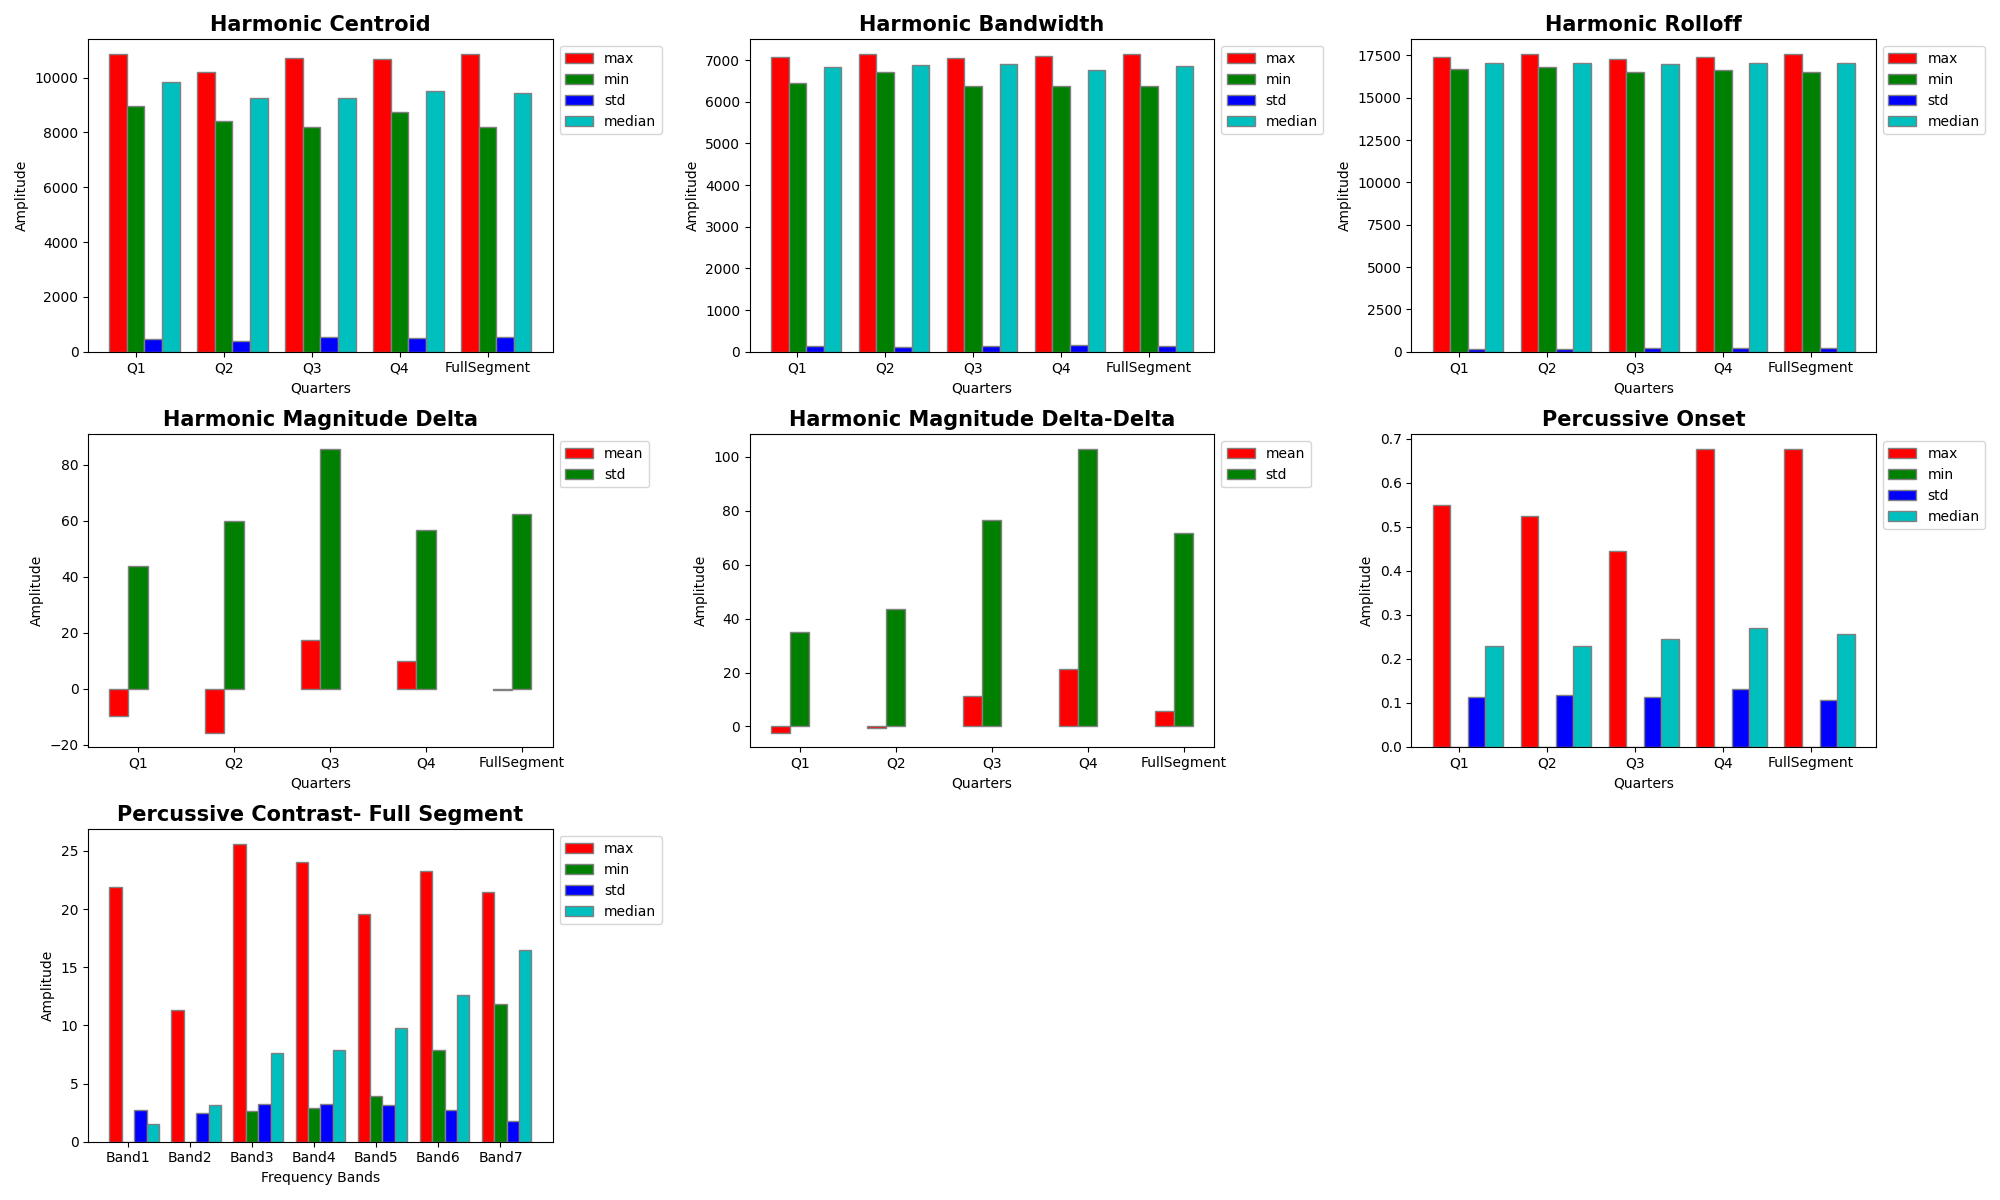 Harmonic Centroid
Amplitude
10000
8000
6000
4000
2000
0
Q1 Q2 Q3 Q4 FullSegment
Quarters
max
min
std
median
Harmonic Bandwidth
Amplitude
7000
6000
5000
4000
3000
2000
1000
0
Q1 Q2 Q3 Q4 FullSegment
Quarters
max
min
std
median
Harmonic Rolloff
Amplitude
17500
15000
12500
10000
7500
5000
2500
0
Q1 Q2 Q3 Q4 FullSegment
Quarters
max
min
std
median
Harmonic Magnitude Delta
Amplitude
80
60
40
20
0
−20
Q1 Q2 Q3 Q4 FullSegment
Quarters
mean
std
Harmonic Magnitude Delta-Delta
Amplitude
100
80
60
40
20
0
Q1 Q2 Q3 Q4 FullSegment
Quarters
mean
std
Percussive Onset
Amplitude
0.7
0.6
0.5
0.4
0.3
0.2
0.1
0.0
Q1 Q2 Q3 Q4 FullSegment
Quarters
max
min
std
median
Percussive Contrast- Full Segment
Amplitude
25
20
15
10
5
0
Band1 Band2 Band3 Band4 Band5 Band6 Band7
Frequency Bands
max
min
std
median